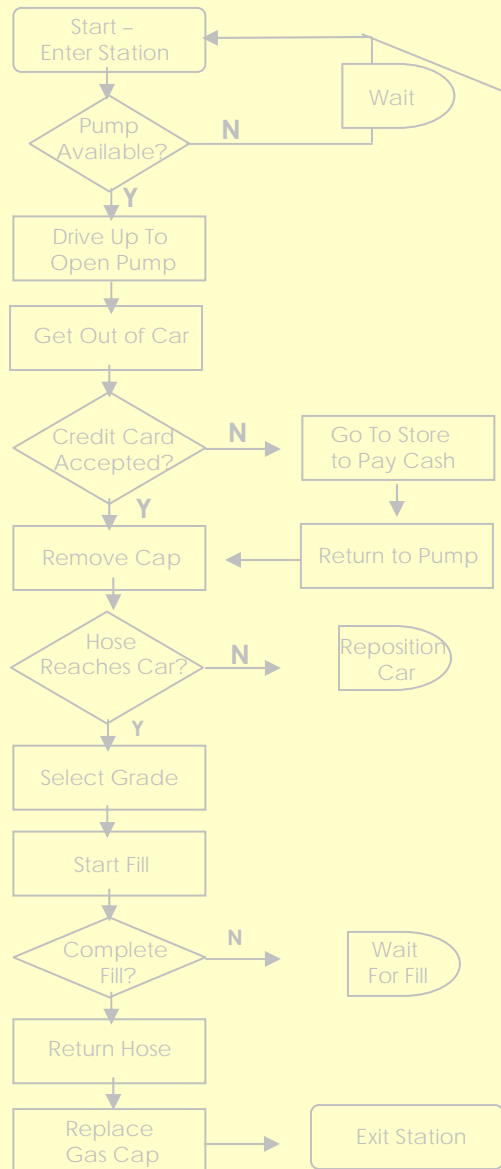 Start –
Enter Station
Wait
Pump
Available?
N
Y
Drive Up To
Open Pump
Get Out of Car
Credit Card
Accepted?
N
Go To Store
to Pay Cash
Y
Remove Cap
Return to Pump
Hose
Reaches Car?
N
Reposition
Car
Y
Select Grade
Start Fill
Complete
Fill?
N
Wait
For Fill
Return Hose
Replace
Gas Cap
Exit Station